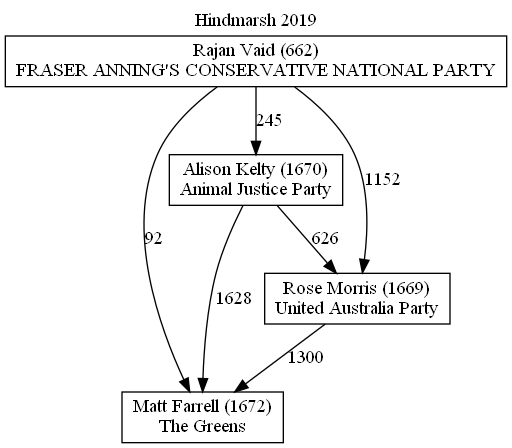 Hindmarsh 2019
Rajan Vaid (662)
FRASER ANNING'S CONSERVATIVE NATIONAL PARTY
245
Alison Kelty (1670)
Animal Justice Party
1152
92
626
Rose Morris (1669)
United Australia Party
1628
1300
Matt Farrell (1672)
The Greens